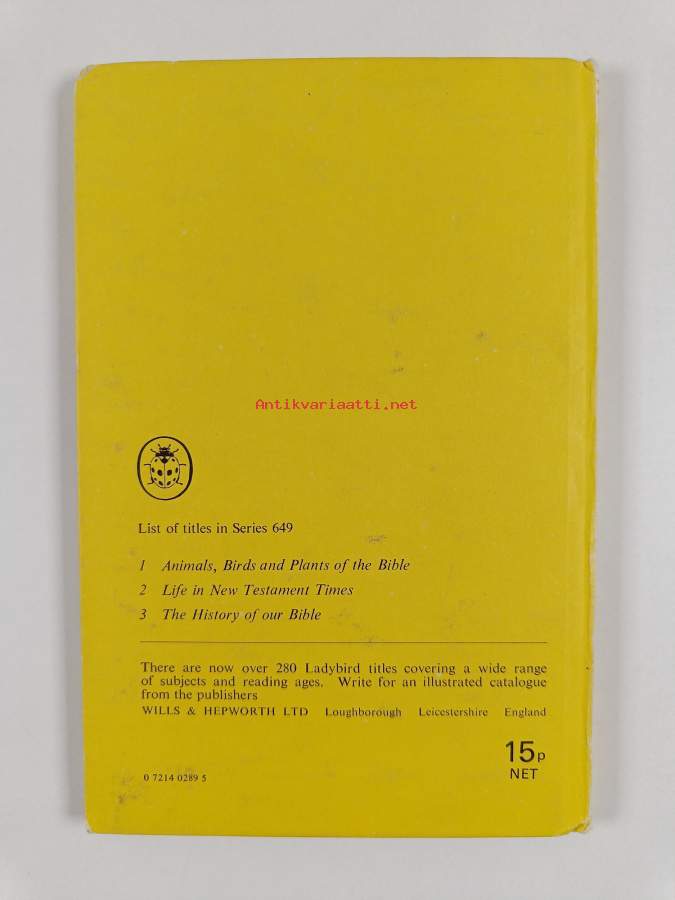 Antikvariaatti.net
List of titles in Series 649
1 Animals, Birds and Plants of the Bible
2 Life in New Testament Times
3 The History of our Bible
There are now over 280 Ladybird titles covering a wide range
of subjects and reading ages. Write for an illustrated catalogue
from the publishers
WILLS & HEPWORTH LTD Loughborough Leicestershire England
15p
NET
0 7214 0289 5